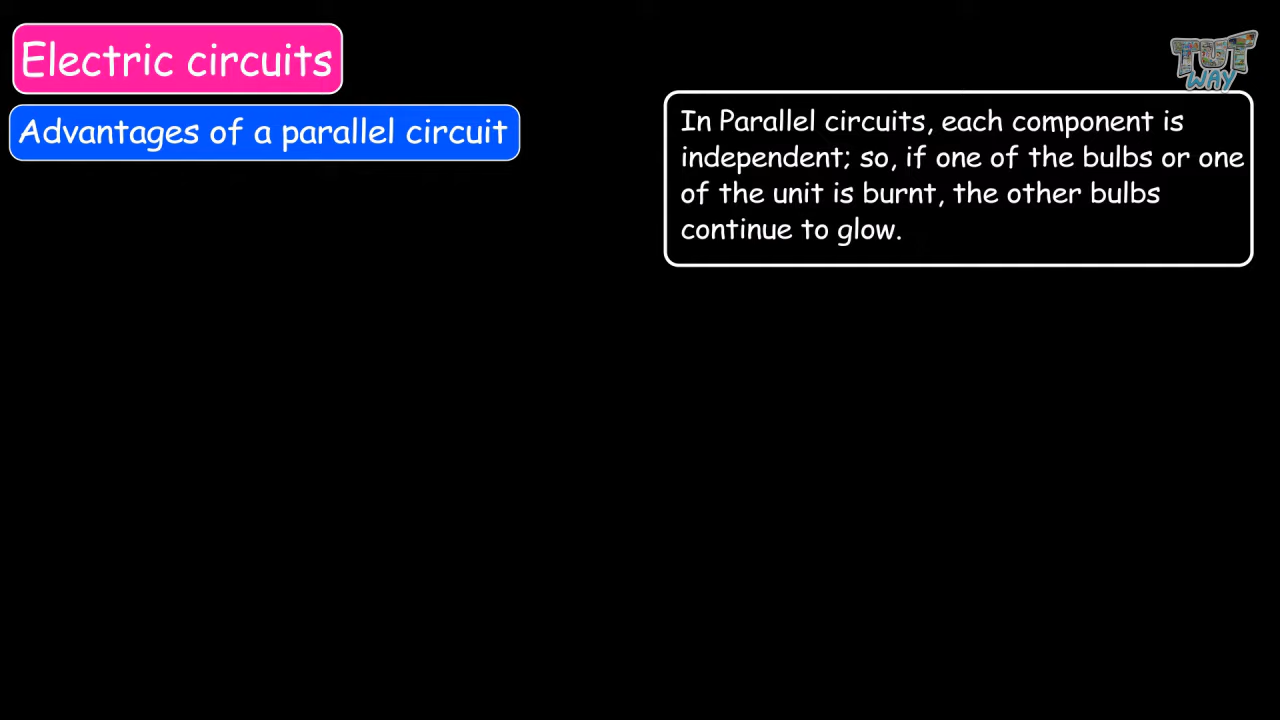 Electric circuits
TUT
WAY
Advantages of a parallel circuit
In Parallel circuits, each component is
independent; so, if one of the bulbs or one
of the unit is burnt, the other bulbs
continue to glow.